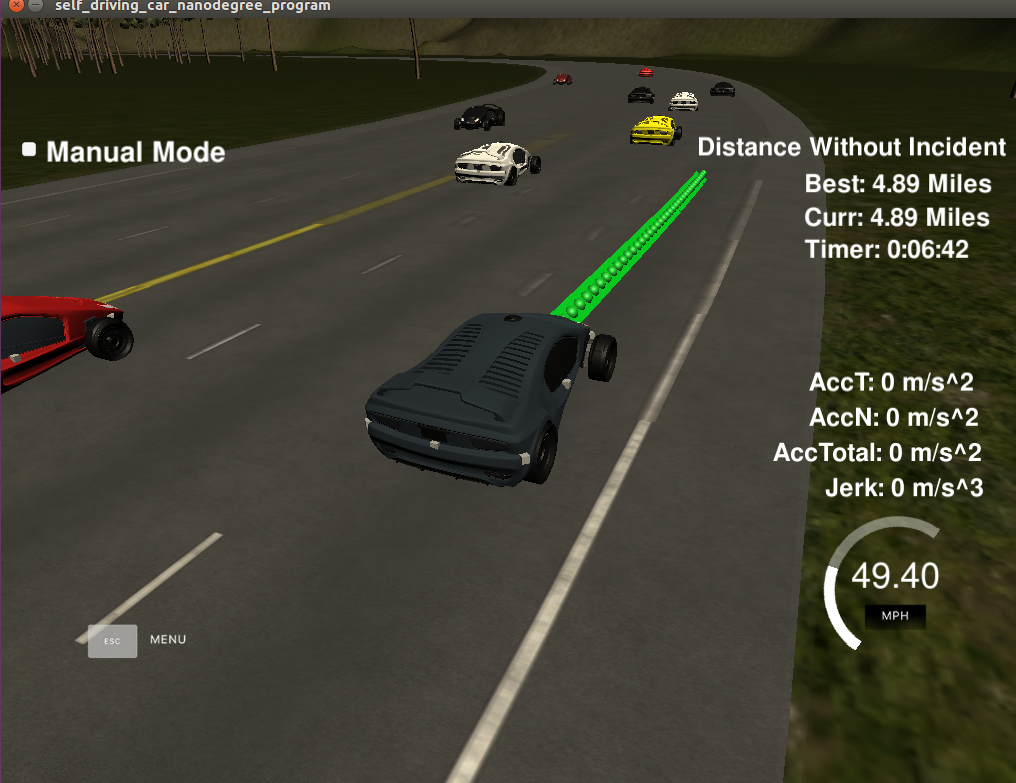 self_driving_car_nanodegree_program
Manual Mode
Distance Without Incident
Best: 4.89 Miles
Curr: 4.89 Miles
Timer: 0:06:42
AccT: 0 m/s^2
AccN: 0 m/s^2
AccTotal: 0 m/s^2
Jerk: 0 m/s^3
49.40
MPH
ESC MENU